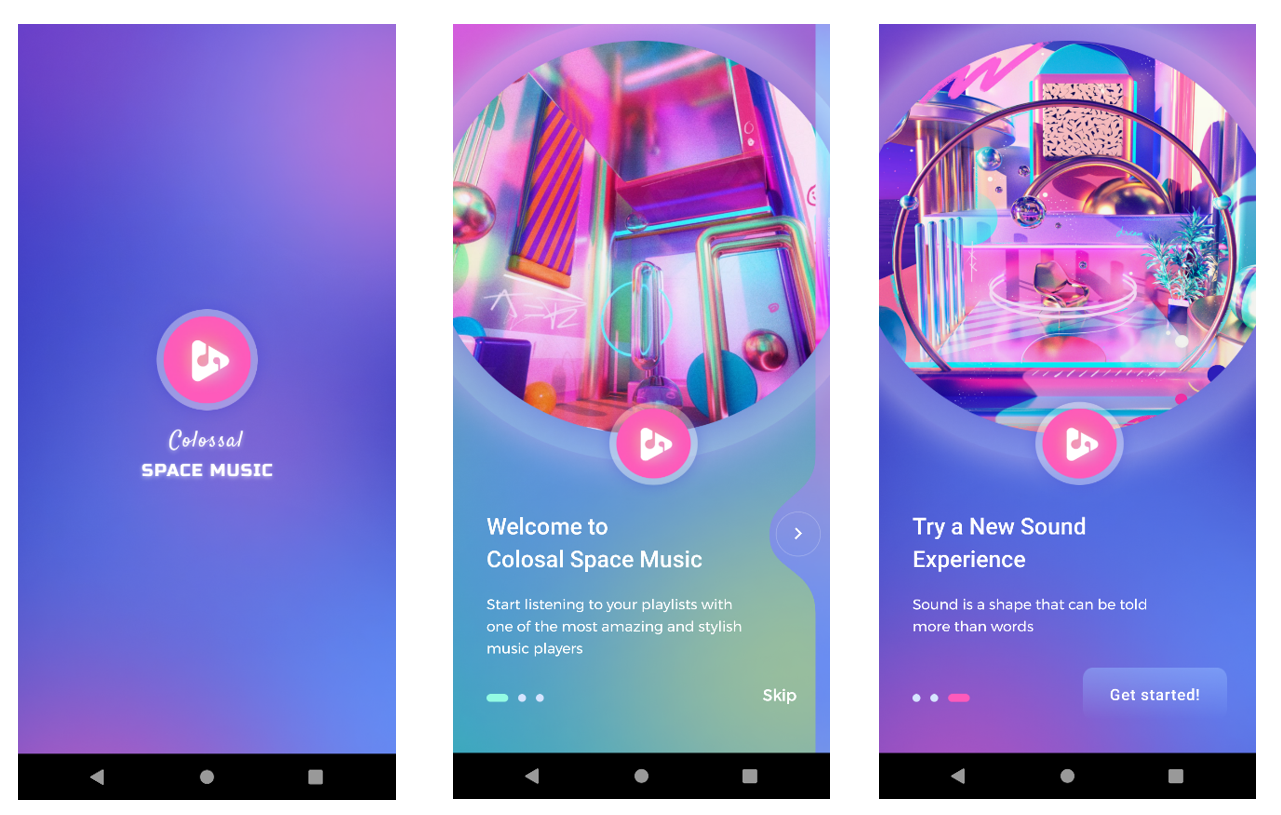 Colossal
SPACE MUSIC
Welcome to
Colosal Space Music
Start listening to your playlists with
one of the most amazing and stylish
music players
Skip
Try a New Sound
Experience
Sound is a shape that can be told
more than words
Get started!